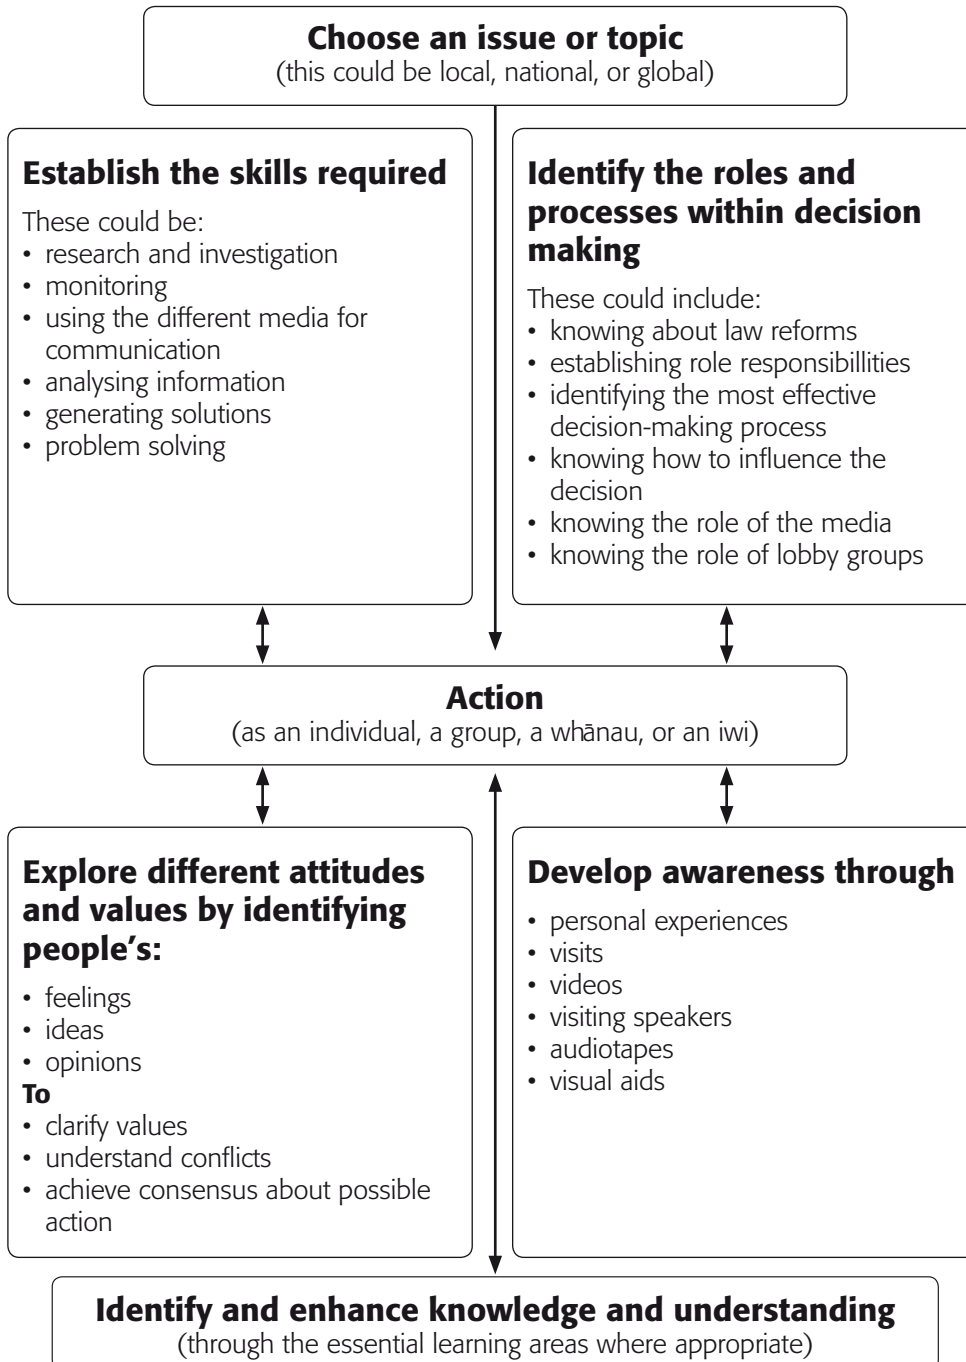 Choose an issue or topic
(this could be local, national, or global)
Establish the skills required
These could be:
• research and investigation
• monitoring
• using the different media for
communication
• analysing information
• generating solutions
• problem solving
Identify the roles and
processes within decision
making
These could include:
• knowing about law reforms
• establishing role responsibillities
• identifying the most effective
decision-making process
• knowing how to influence the
decision
• knowing the role of the media
• knowing the role of lobby groups
Action
(as an individual, a group, a whānau, or an iwi)
Explore different attitudes
and values by identifying
people’s:
• feelings
• ideas
• opinions
To
• clarify values
• understand conflicts
• achieve consensus about possible
action
Develop awareness through
• personal experiences
• visits
• videos
• visiting speakers
• audiotapes
• visual aids
Identify and enhance knowledge and understanding
(through the essential learning areas where appropriate)